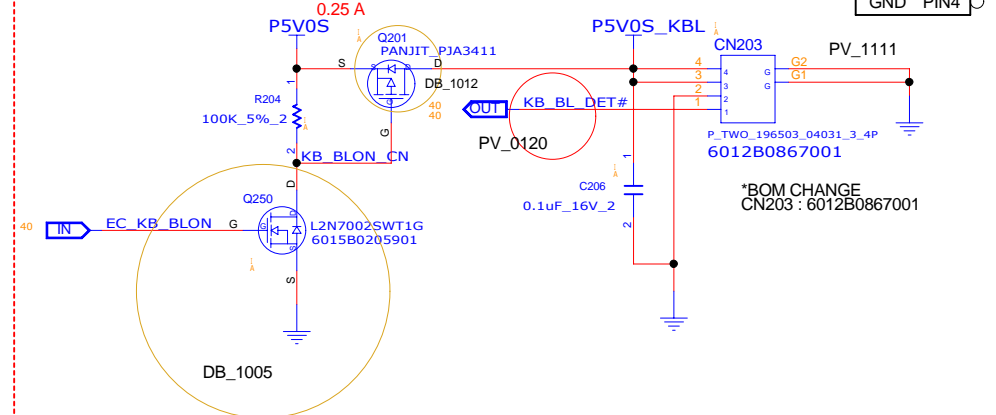 GND PIN4
0.25 A
P5V0S
P5V0S_KBL
Q201
PANJIT_PJA3411
CN203
PV_1111
S
D
DB_1012
G
1
R204
100K_5%_2
2
40
40
OUT
KB_BL_DET#
PV_0120
4
3
2
1
4
3
2
1
G
G
G2
G1
P_TWO_196503_04031_3_4P
6012B0867001
KB_BLON_CN
*BOM CHANGE
CN203 : 6012B0867001
1
C206
0.1uF_16V_2
2
D
Q250
40
IN
EC_KB_BLON
G
L2N7002SWT1G
6015B0205901
S
DB_1005